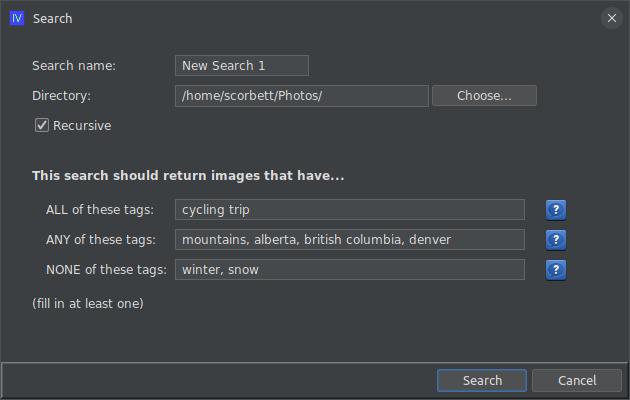 IV Search
Search name: New Search 1
Directory: /home/scorbett/Photos/ Choose...
Recursive
This search should return images that have...
ALL of these tags: cycling trip ?
ANY of these tags: mountains, alberta, british columbia, denver ?
NONE of these tags: winter, snow ?
(fill in at least one)
Search Cancel